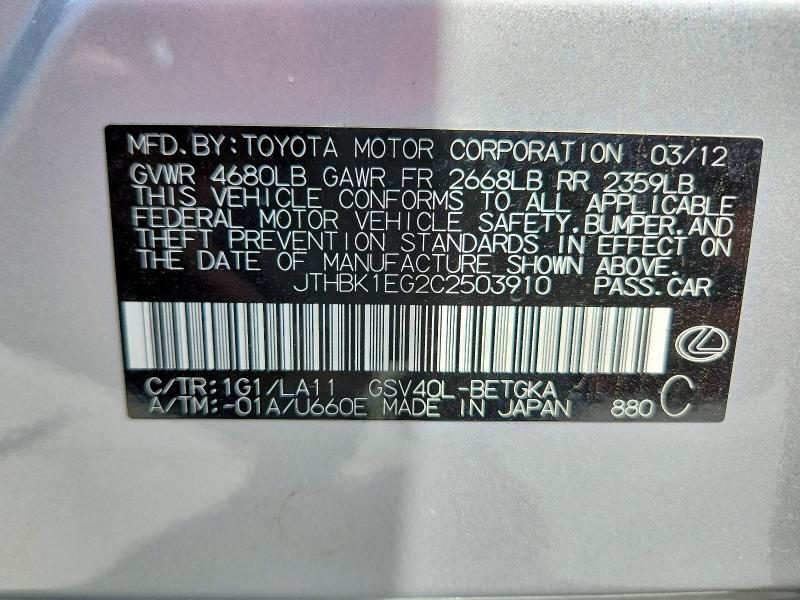 MFD.BY:TOYOTA MOTOR CORPORATION 03/12
GVWR 4680LB GAWR FR 2668LB RR 2359LB
THIS VEHICLE CONFORMS TO ALL APPLICABLE
FEDERAL MOTOR VEHICLE SAFETY.BUMPER.AND
THEFT PREVENTION STANDARDS IN EFFECT ON
THE DATE OF MANUFACTURE SHOWN ABOVE.
JTHBK1EG2C2503910 PASS.CAR
C/TR:1G1/LA11 GSV40L-BETGKA
A/TM:-01A/U660E MADE IN JAPAN 880 C